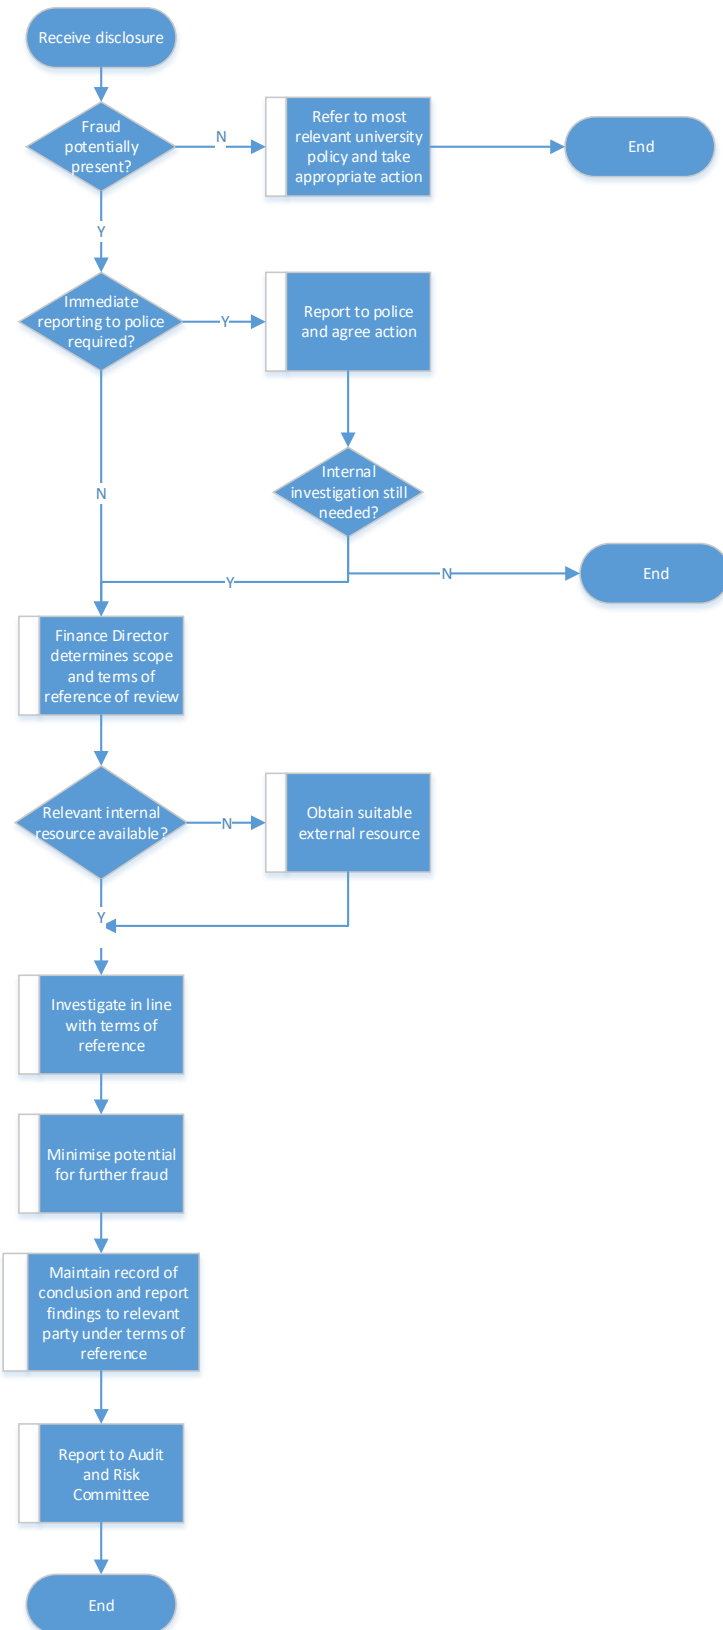 Receive disclosure
Fraud
potentially
present?
N
Refer to most
relevant university
policy and take
appropriate action
End
Y
Immediate
reporting to police
required?
Y
Report to police
and agree action
N
Internal
investigation still
needed?
N
End
Y
Finance Director
determines scope
and terms of
reference of review
Relevant internal
resource available?
N
Obtain suitable
external resource
Y
Investigate in line
with terms of
reference
Minimise potential
for further fraud
Maintain record of
conclusion and report
findings to relevant
party under terms of
reference
Report to Audit
and Risk
Committee
End